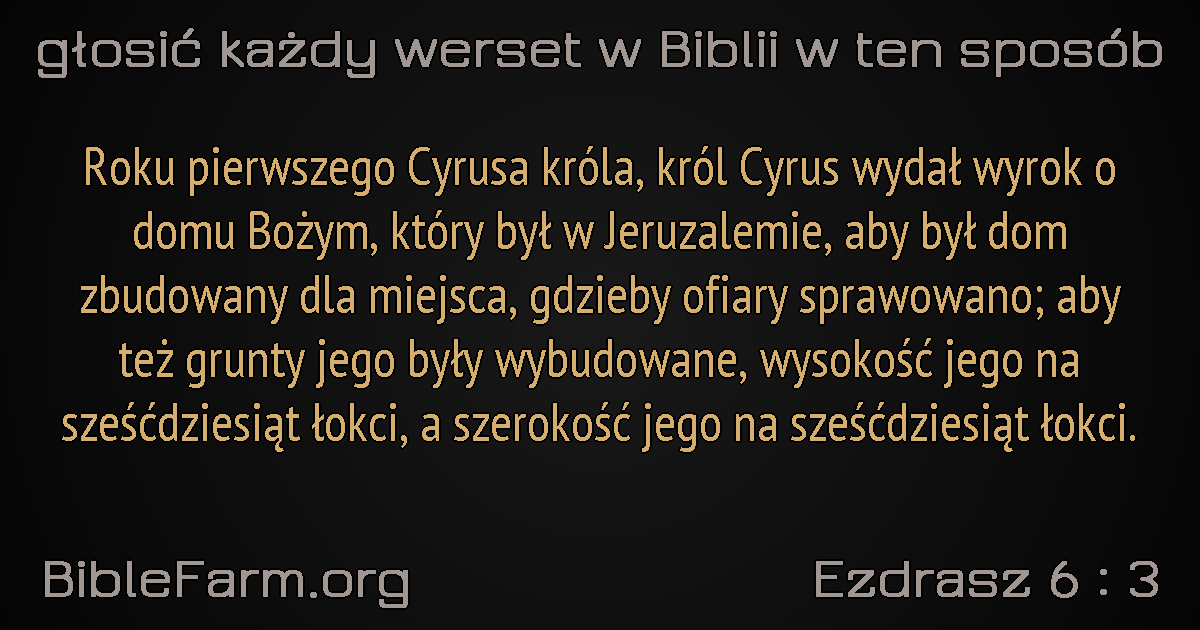 głosić każdy werset w Biblii w ten sposób
Roku pierwszego Cyrusa króla, król Cyrus wydał wyrok o
domu Bożym, który był w Jeruzalemie, aby był dom
zbudowany dla miejsca, gdzieby ofiary sprawowano; aby
też grunty jego były wybudowane, wysokość jego na
sześćdziesiąt łokci, a szerokość jego na sześćdziesiąt łokci.
BibleFarm.org
Ezdrasz 6 : 3